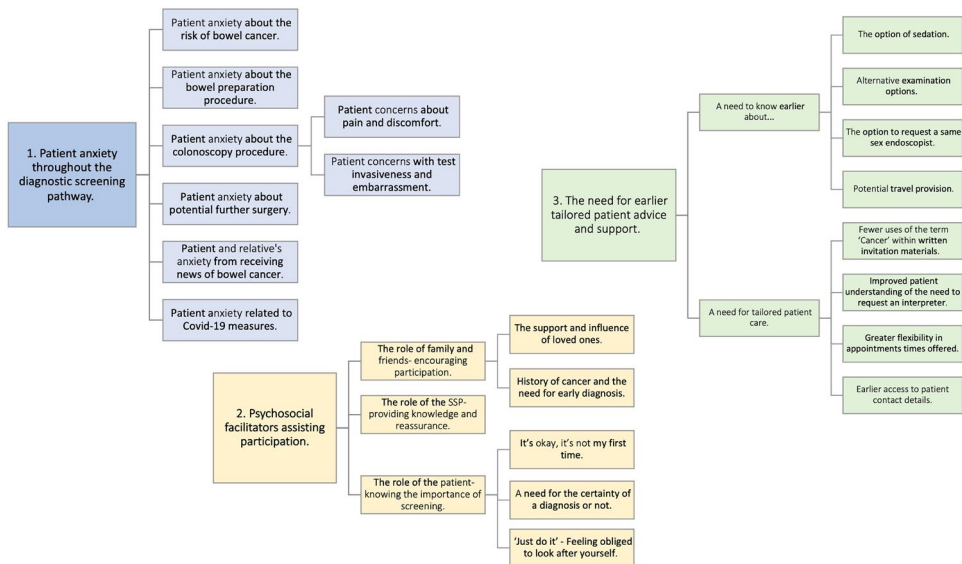 1. Patient anxiety
throughout the
diagnostic screening
pathway.
Patient anxiety about the
risk of bowel cancer.
Patient anxiety about
the bowel preparation
procedure.
Patient anxiety about the
colonoscopy procedure.
Patient concerns about
pain and discomfort.
Patient concerns with test
invasiveness and
embarrassment.
Patient anxiety about
potential further surgery.
Patient and relative's
anxiety from receiving
news of bowel cancer.
Patient anxiety related to
Covid-19 measures.
2. Psychosocial
facilitators assisting
participation.
The role of family and
friends- encouraging
participation.
The support and influence
of loved ones.
History of cancer and the
need for early diagnosis.
The role of the SSP-
providing knowledge and
reassurance.
The role of the patient-
knowing the importance of
screening.
It's okay, it's not my first
time.
A need for the certainty of
a diagnosis or not.
'Just do it' - Feeling obliged
to look after yourself.
3. The need for earlier
tailored patient advice
and support.
A need to know earlier
about...
The option of sedation.
Alternative examination
options.
The option to request a same
sex endoscopist.
Potential travel provision.
A need for tailored patient
care.
Fewer uses of the term
'Cancer' within written
invitation materials.
Improved patient
understanding of the need to
request an interpreter.
Greater flexibility in
appointments times offered.
Earlier access to patient
contact details.